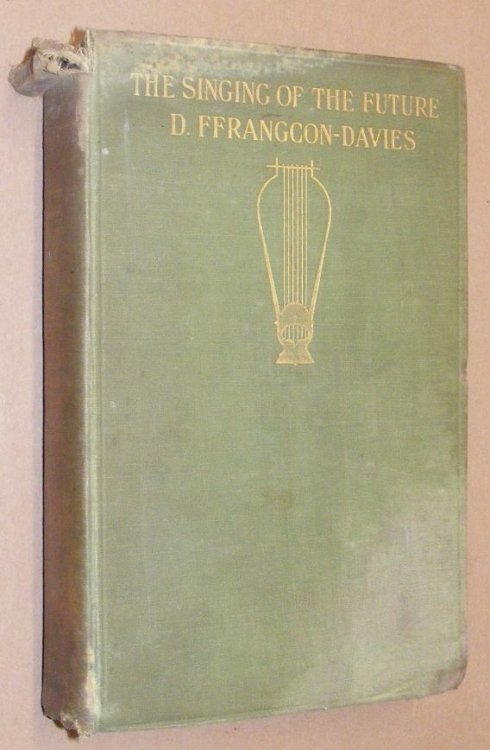 THE SINGING OF THE FUTURE
D. FFRANGCON-DAVIES